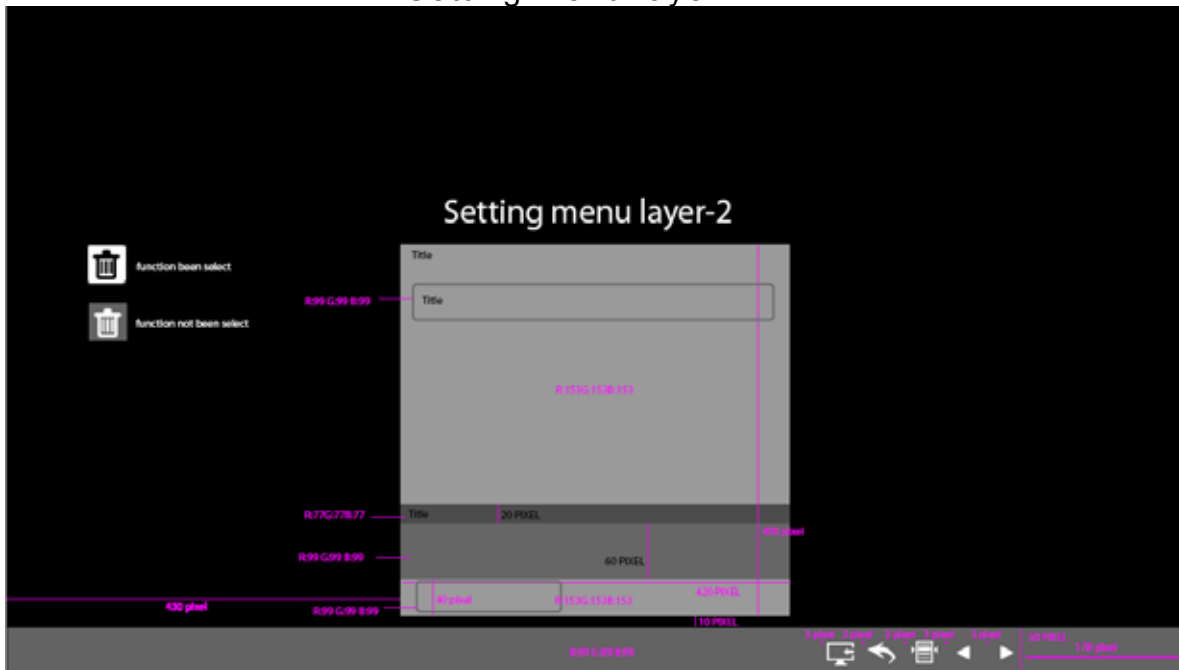 Setting menu layer-2
Title
function been select
R:99 G:99 B:99
Title
function not been select
R:153G:153B:153
R:77G:77B:77
Title
20 PIXEL
400 pixel
R:99 G:99 B:99
60 PIXEL
420 PIXEL
40 pixel
R:153G:153B:153
430 pixel
R:99 G:99 B:99
10 PIXEL
50 PIXEL
R:99 G:99 B:99